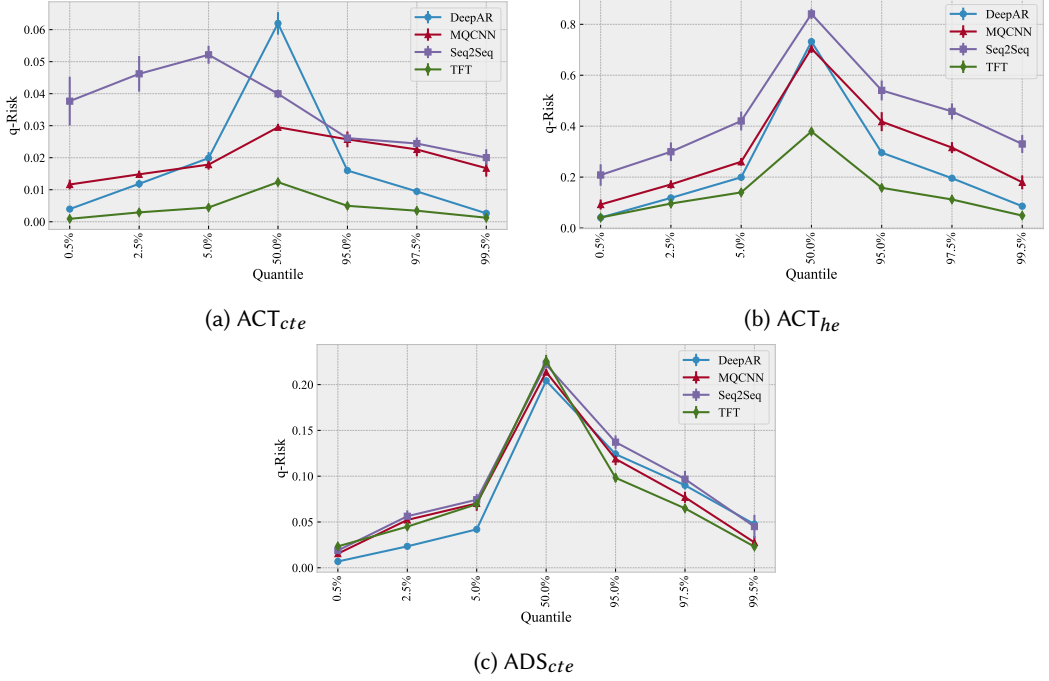 0.06
0.05
0.04
0.03
0.02
0.01
0.00
q-Risk
DeepAR
MQCNN
Seq2Seq
TFT
0.5%
2.5%
5.0%
50.0%
95.0%
97.5%
99.5%
Quantile
(a) ACTcte
0.8
0.6
0.4
0.2
0.0
q-Risk
DeepAR
MQCNN
Seq2Seq
TFT
0.5%
2.5%
5.0%
50.0%
95.0%
97.5%
99.5%
Quantile
(b) ACThe
0.20
0.15
0.10
0.05
0.00
q-Risk
DeepAR
MQCNN
Seq2Seq
TFT
0.5%
2.5%
5.0%
50.0%
95.0%
97.5%
99.5%
Quantile
(c) ADScte